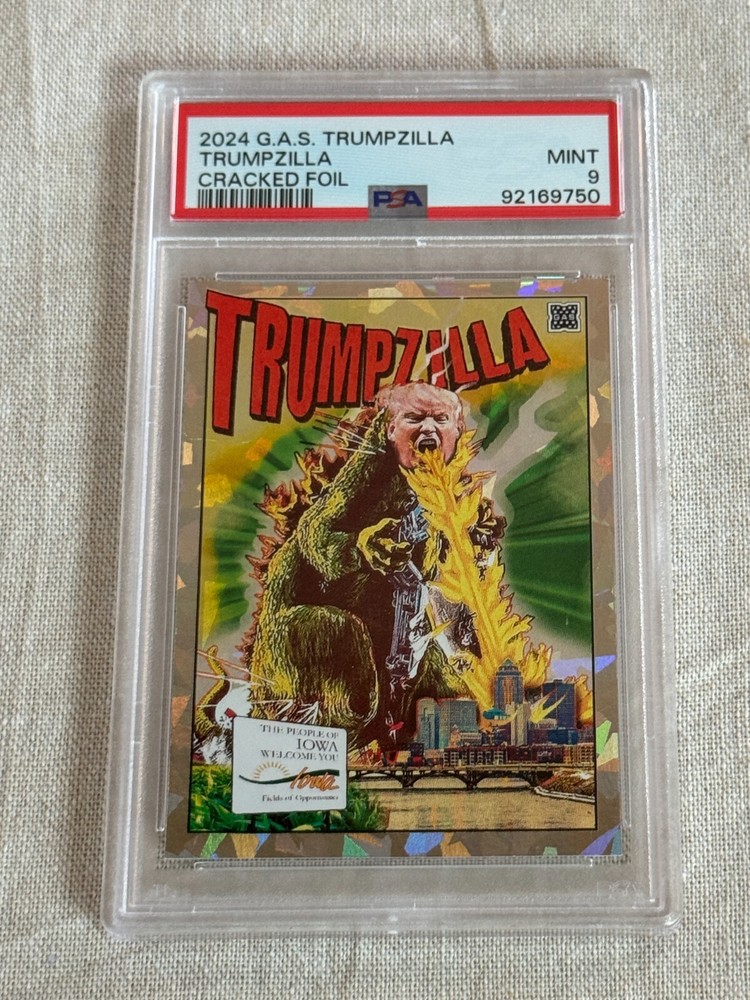 2024 G.A.S. TRUMPZILLA
TRUMPZILLA MINT
CRACKED FOIL 9
PSA 92169750
TRUMPZILLA
GAS
THE PEOPLE OF
IOWA
WELCOME YOU
Iowa
Fields of Opportunities